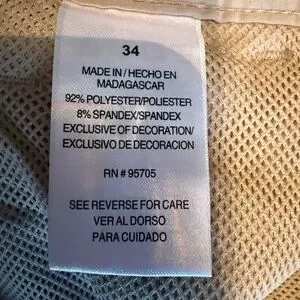 34
MADE IN/HECHO EN
MADAGASCAR
92% POLYESTER/POLIESTER
8% SPANDEX/SPANDEX
EXCLUSIVE OF DECORATION/
EXCLUSIVO DE DECORACION
RN # 95705
SEE REVERSE FOR CARE
VER AL DORSO
PARA CUIDADO